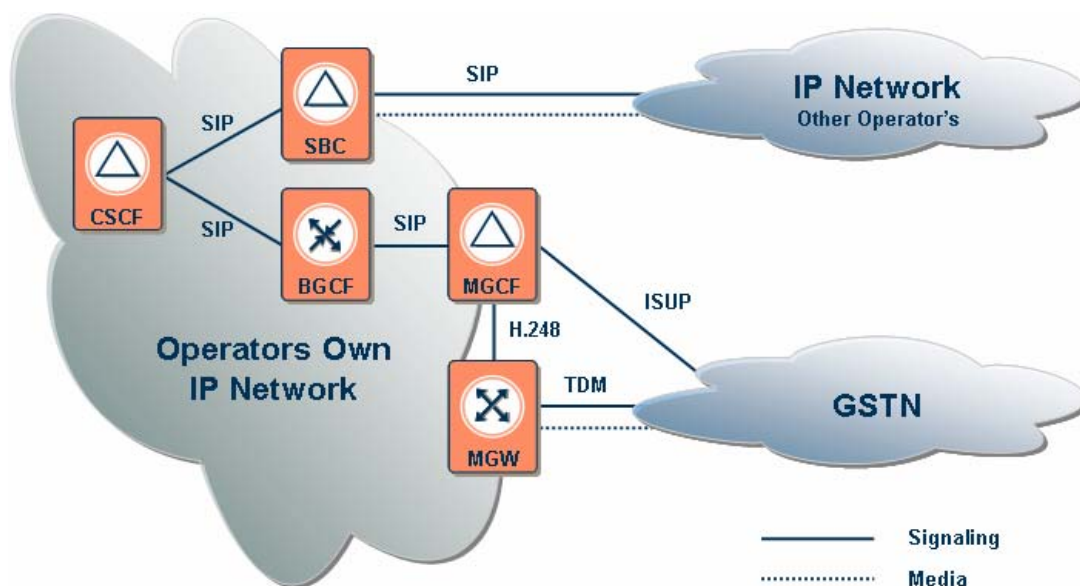 SIP
IP Network
Other Operator's
SBC
SIP
CSCF
SIP
SIP
BGCF
MGCF
ISUP
H.248
Operators Own
IP Network
TDM
GSTN
MGW
Signaling
Media